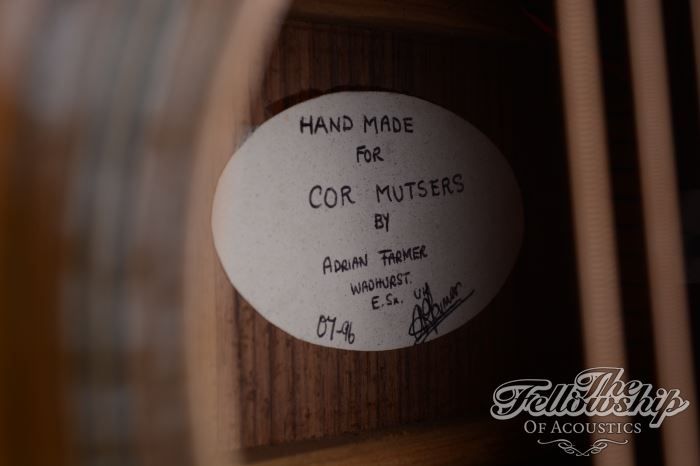 HAND MADE
FOR
COR MUTSERS
BY
ADRIAN FARMER
WADHURST.
E. Sx. UK
07-96
The
Fellowship
OF ACOUSTICS